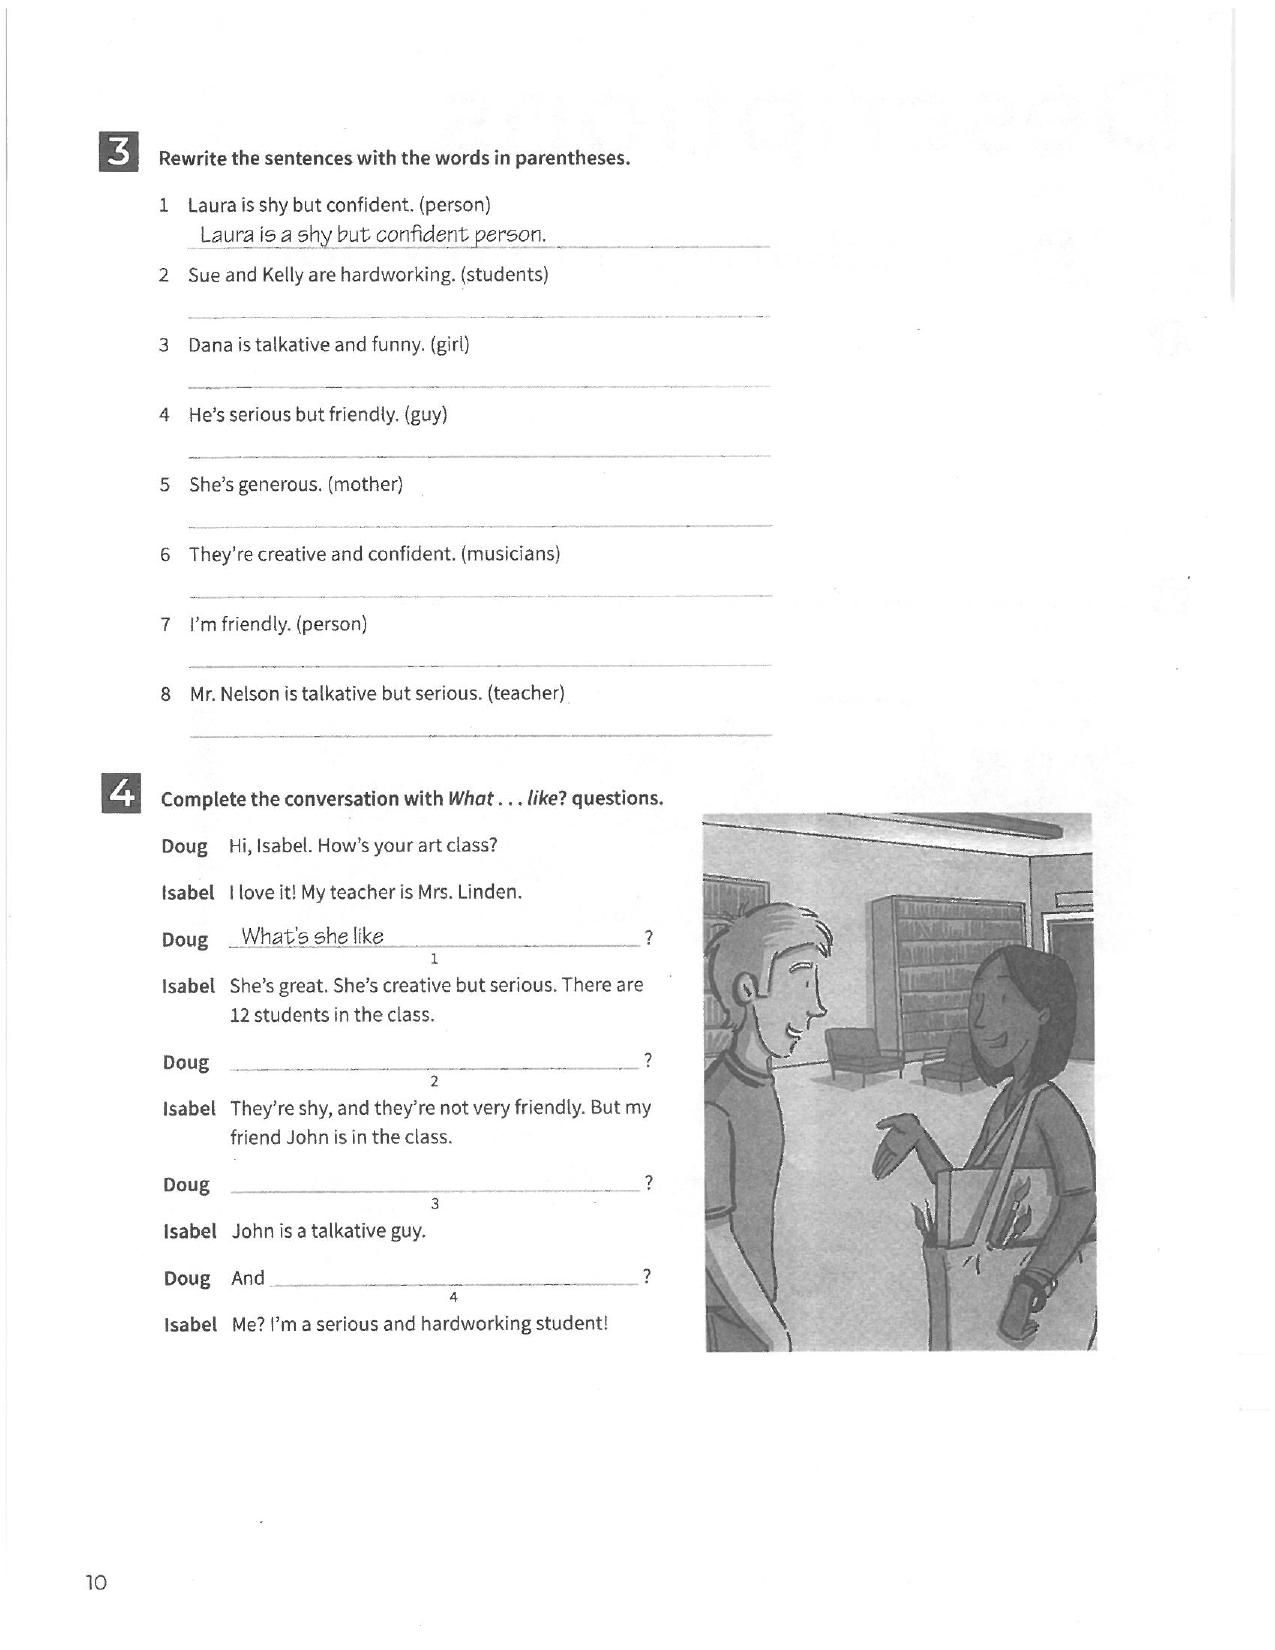 3 Rewrite the sentences with the words in parentheses.
1 Laura is shy but confident. (person)
Laura is a shy but confident person.
2 Sue and Kelly are hardworking. (students)
3 Dana is talkative and funny. (girl)
4 He's serious but friendly. (guy)
5 She's generous. (mother)
6 They're creative and confident. (musicians)
7 I'm friendly. (person)
8 Mr. Nelson is talkative but serious. (teacher)
4 Complete the conversation with What . . . like? questions.
Doug Hi, Isabel. How's your art class?
Isabel I love it! My teacher is Mrs. Linden.
Doug What's she like ?
1
Isabel She's great. She's creative but serious. There are
12 students in the class.
Doug ?
2
Isabel They're shy, and they're not very friendly. But my
friend John is in the class.
Doug ?
3
Isabel John is a talkative guy.
Doug And ?
4
Isabel Me? I'm a serious and hardworking student!
10